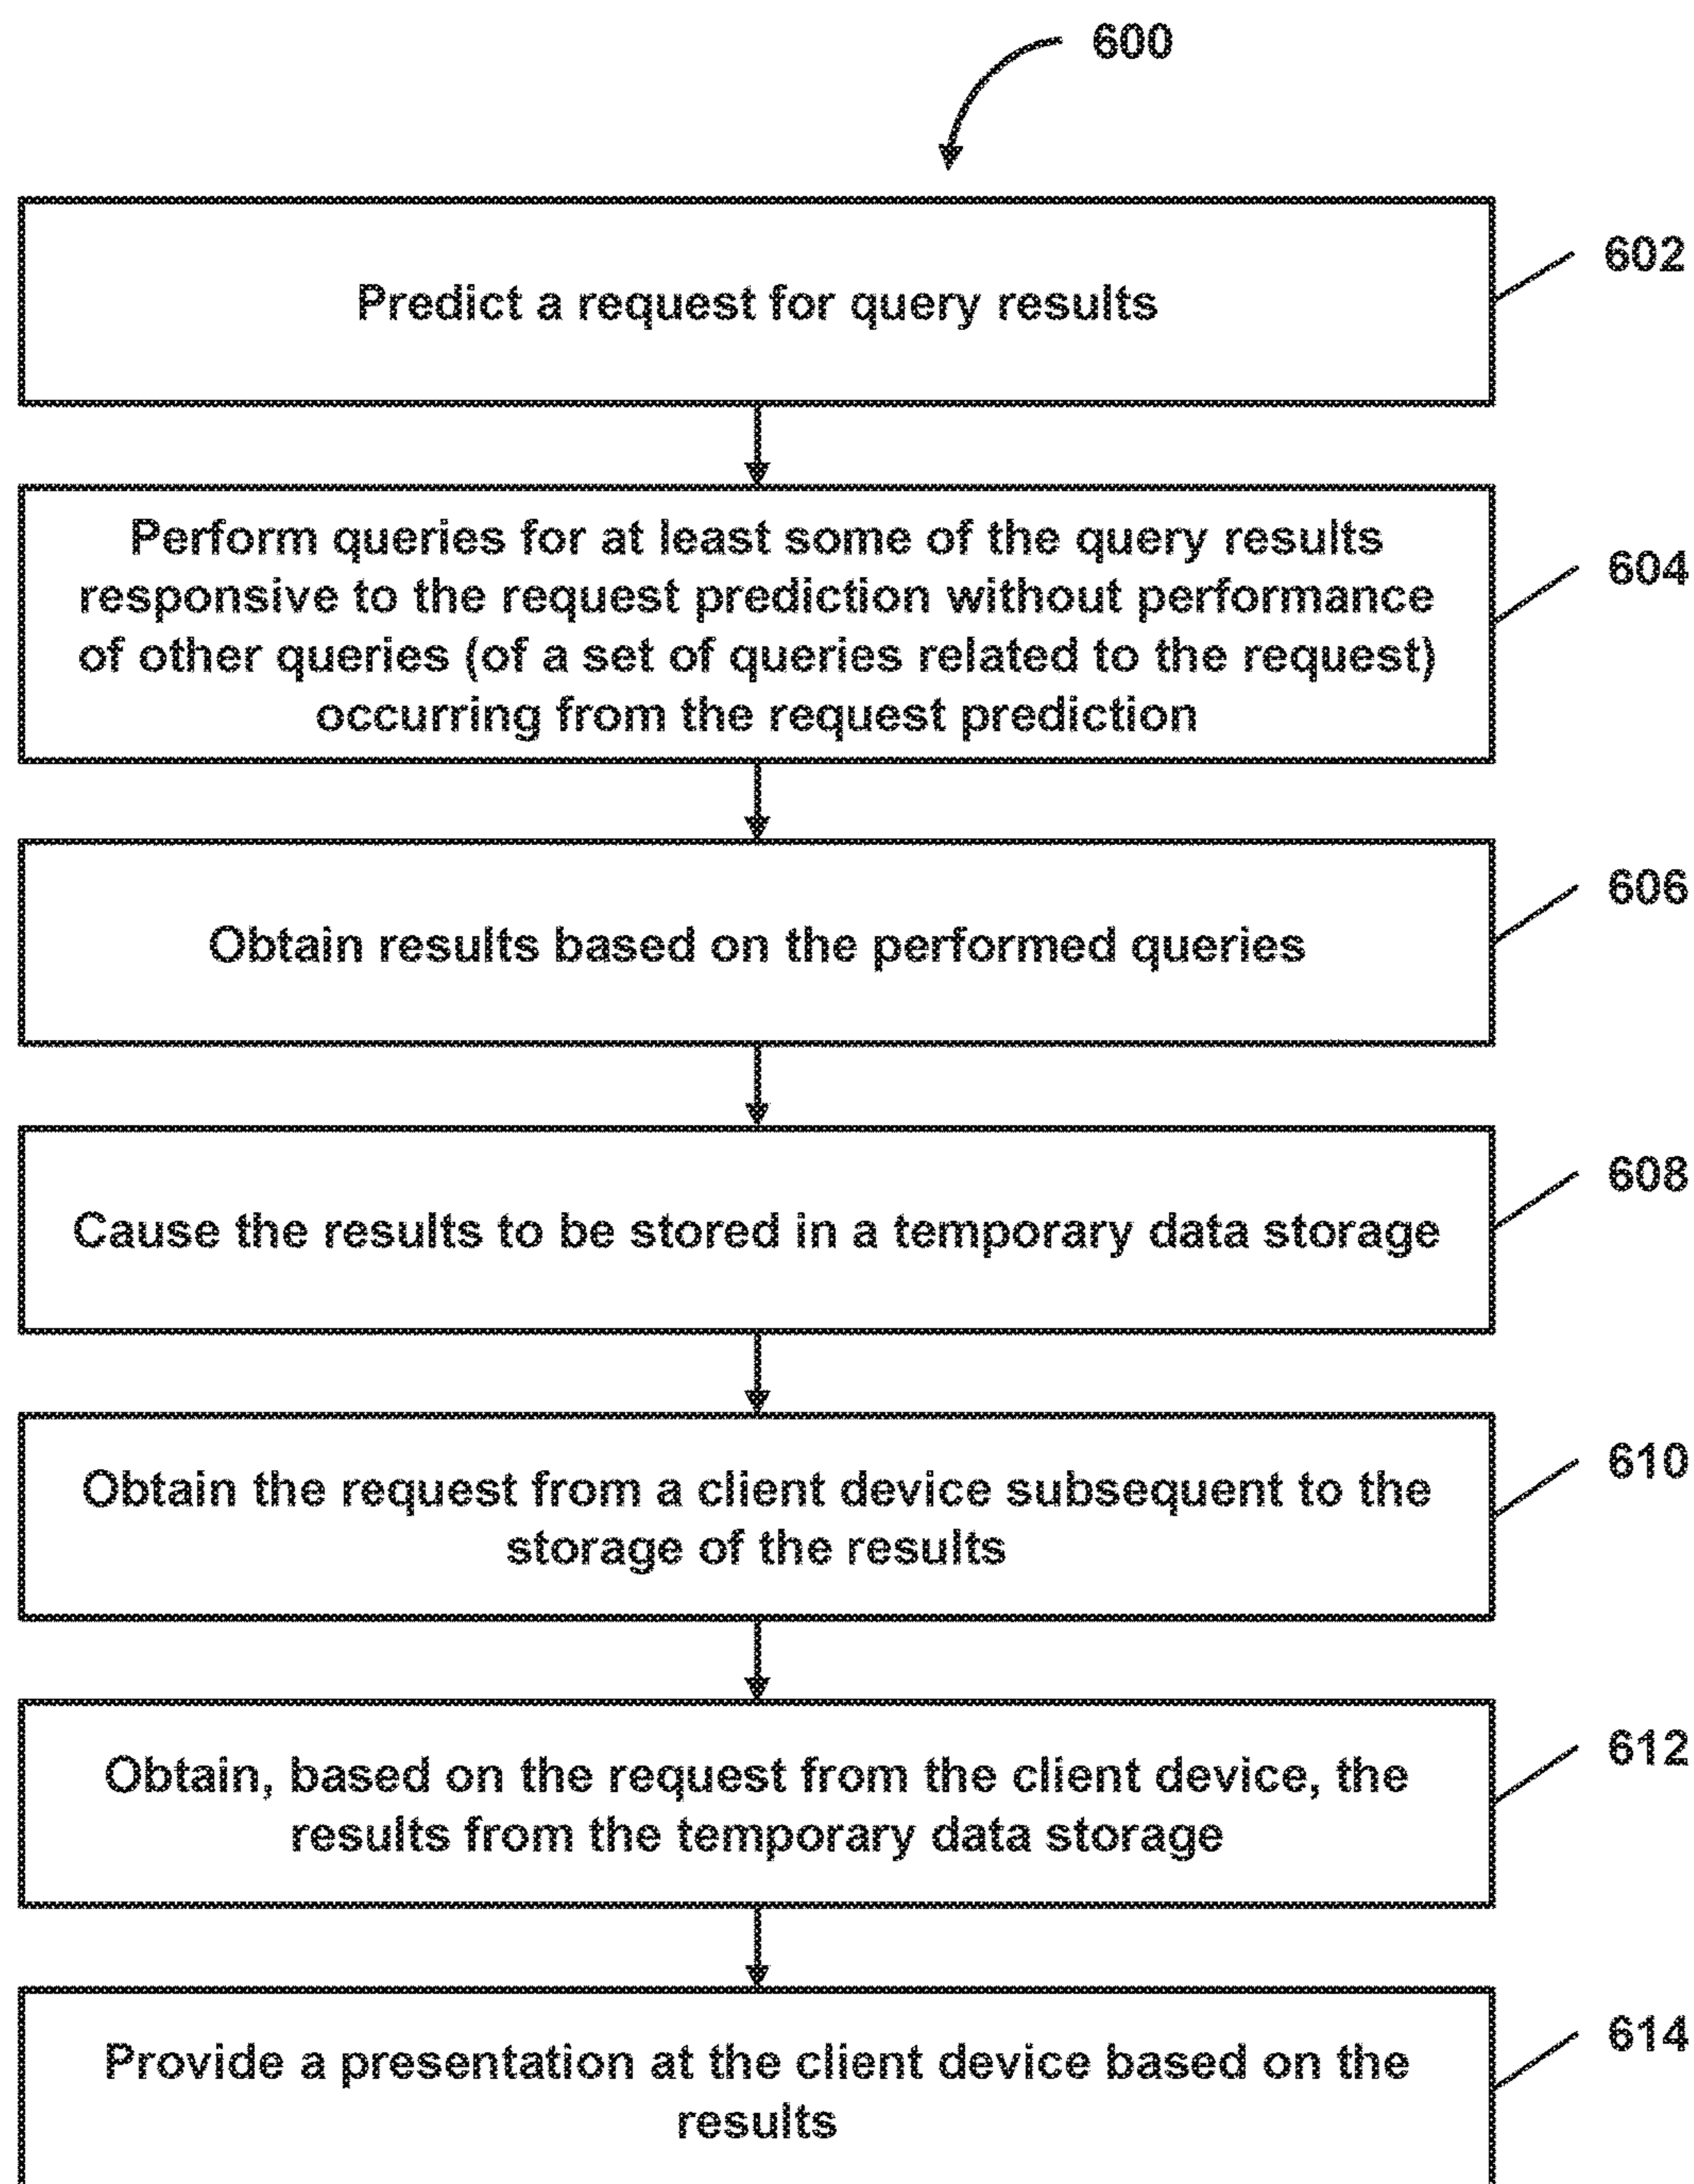 600
Predict a request for query results
602
Perform queries for at least some of the query results
responsive to the request prediction without performance
of other queries (of a set of queries related to the request)
occurring from the request prediction
604
Obtain results based on the performed queries
606
Cause the results to be stored in a temporary data storage
608
Obtain the request from a client device subsequent to the
storage of the results
610
Obtain, based on the request from the client device, the
results from the temporary data storage
612
Provide a presentation at the client device based on the
results
614